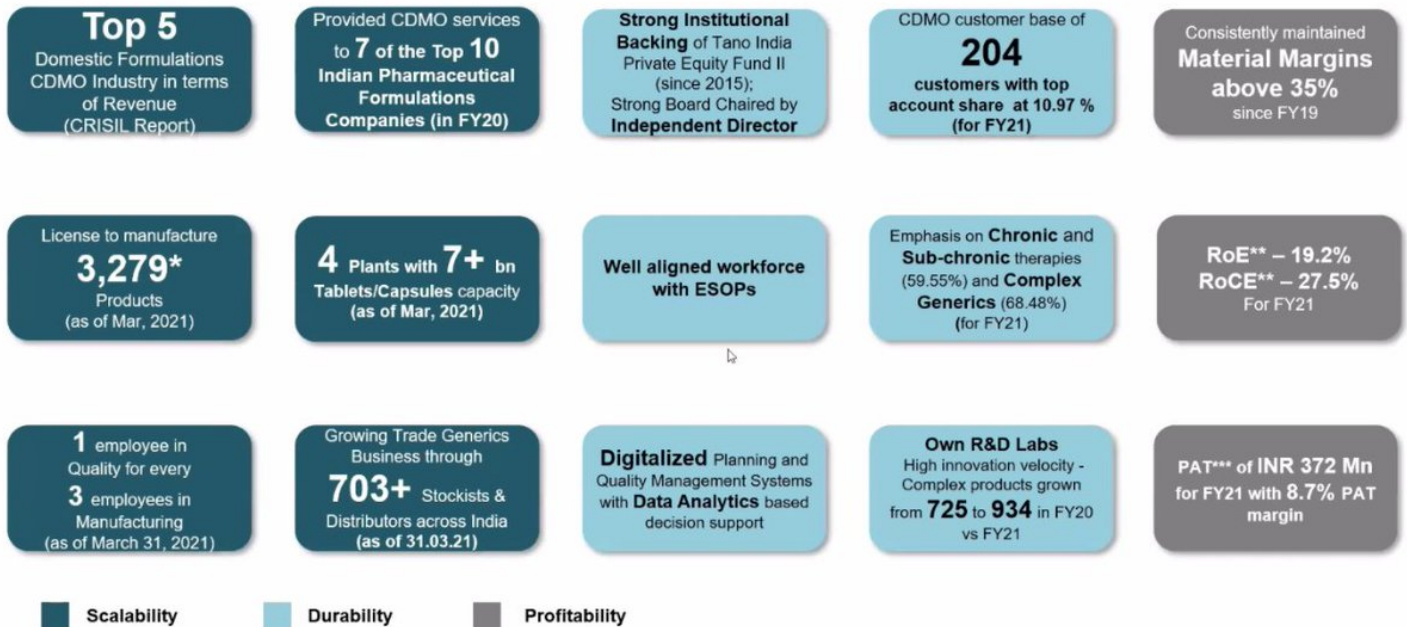 Top 5
Domestic Formulations
CDMO Industry in terms
of Revenue
(CRISIL Report)
Provided CDMO services
to 7 of the Top 10
Indian Pharmaceutical
Formulations
Companies (in FY20)
Strong Institutional
Backing of Tano India
Private Equity Fund II
(since 2015);
Strong Board Chaired by
Independent Director
CDMO customer base of
204
customers with top
account share at 10.97 %
(for FY21)
Consistently maintained
Material Margins
above 35%
since FY19
License to manufacture
3,279*
Products
(as of Mar, 2021)
4 Plants with 7+ bn
Tablets/Capsules capacity
(as of Mar, 2021)
Well aligned workforce
with ESOPs
Emphasis on Chronic and
Sub-chronic therapies
(59.55%) and Complex
Generics (68.48%)
(for FY21)
RoE** – 19.2%
RoCE** – 27.5%
For FY21
1 employee in
Quality for every
3 employees in
Manufacturing
(as of March 31, 2021)
Growing Trade Generics
Business through
703+ Stockists &
Distributors across India
(as of 31.03.21)
Digitalized Planning and
Quality Management Systems
with Data Analytics based
decision support
Own R&D Labs
High innovation velocity -
Complex products grown
from 725 to 934 in FY20
vs FY21
PAT*** of INR 372 Mn
for FY21 with 8.7% PAT
margin
Scalability
Durability
Profitability